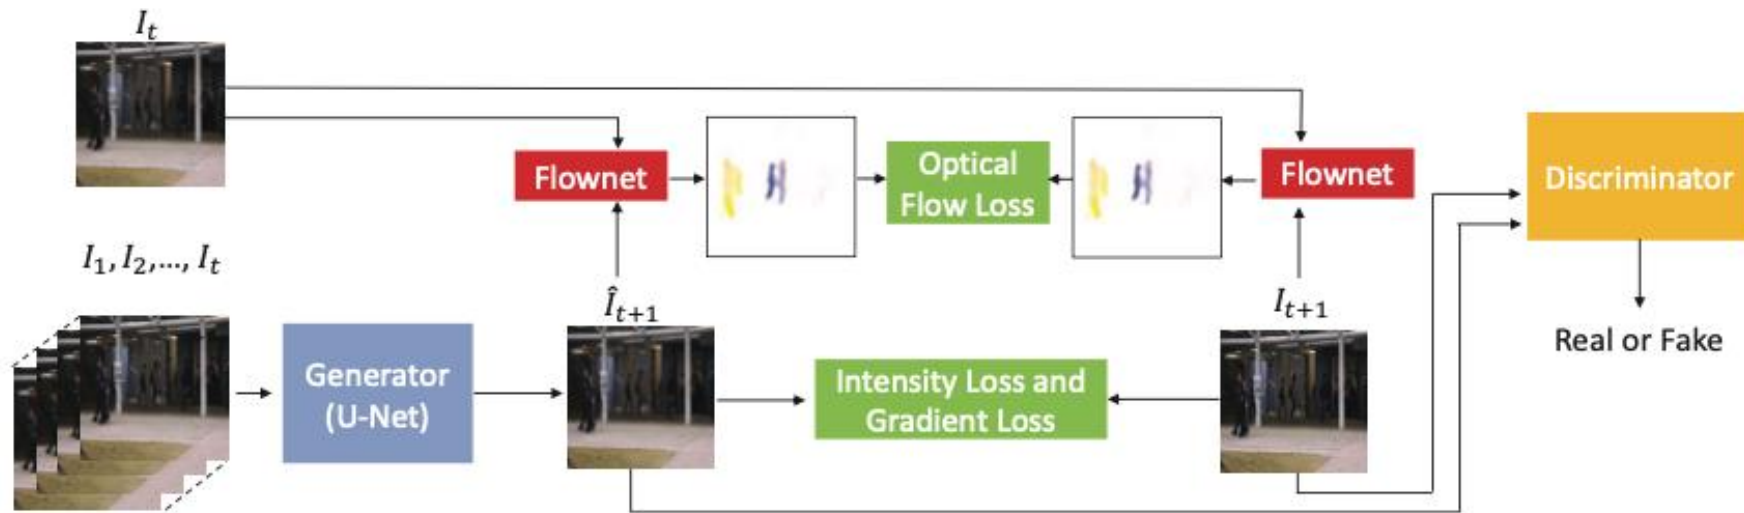 I_t
Flownet
Optical
Flow Loss
Flownet
Discriminator
I_1, I_2,..., I_t
Î_{t+1}
I_{t+1}
Real or Fake
Generator
(U-Net)
Intensity Loss and
Gradient Loss